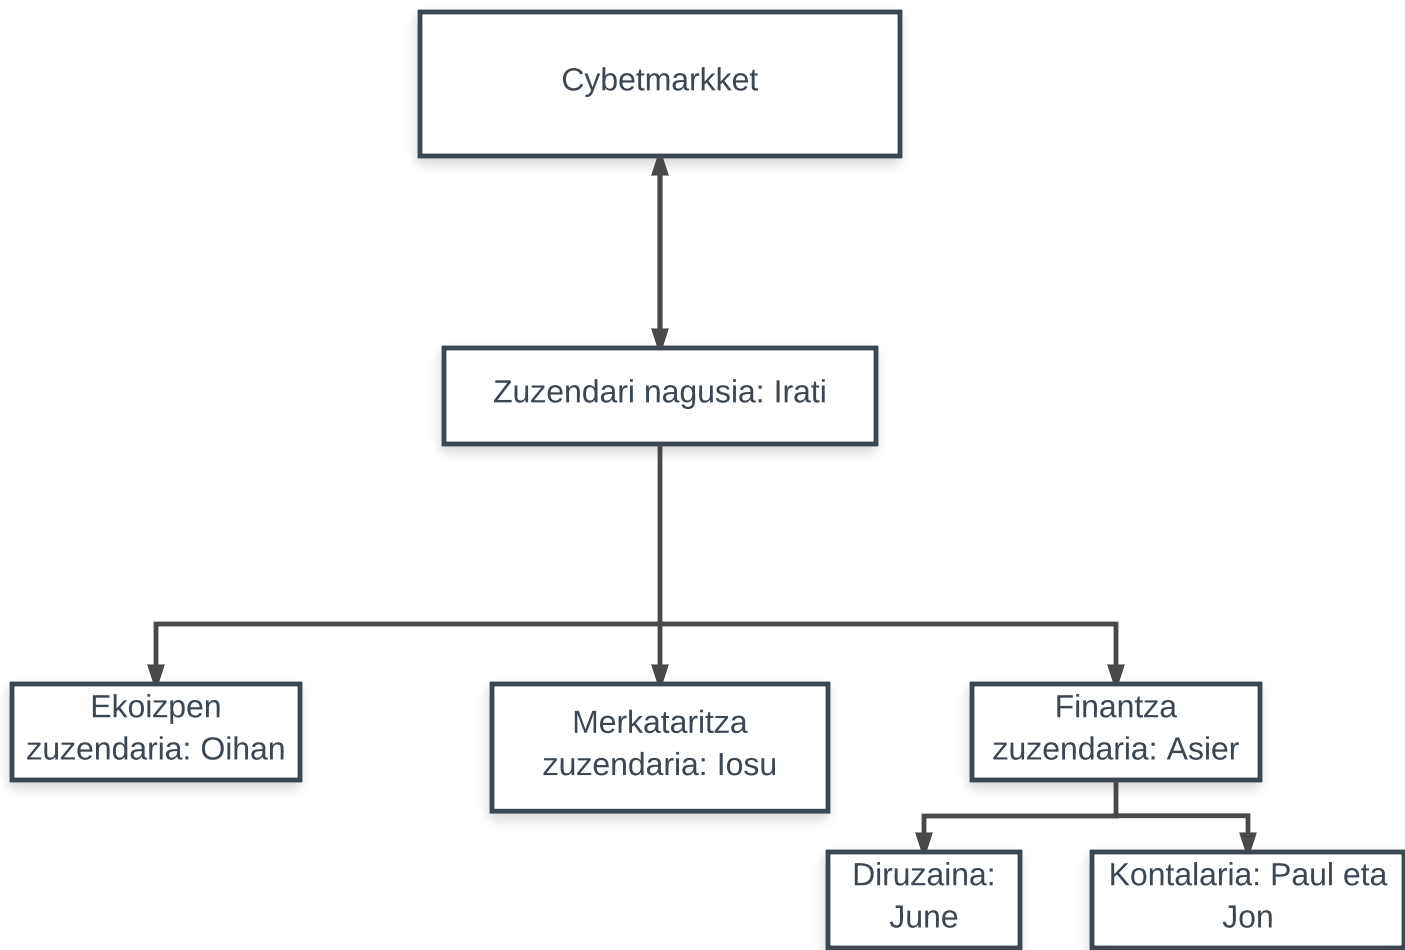 Cybetmarkket
Zuzendari nagusia: Irati
Ekoizpen
zuzendaria: Oihan
Merkataritza
zuzendaria: Iosu
Finantza
zuzendaria: Asier
Diruzaina:
June
Kontalaria: Paul eta
Jon